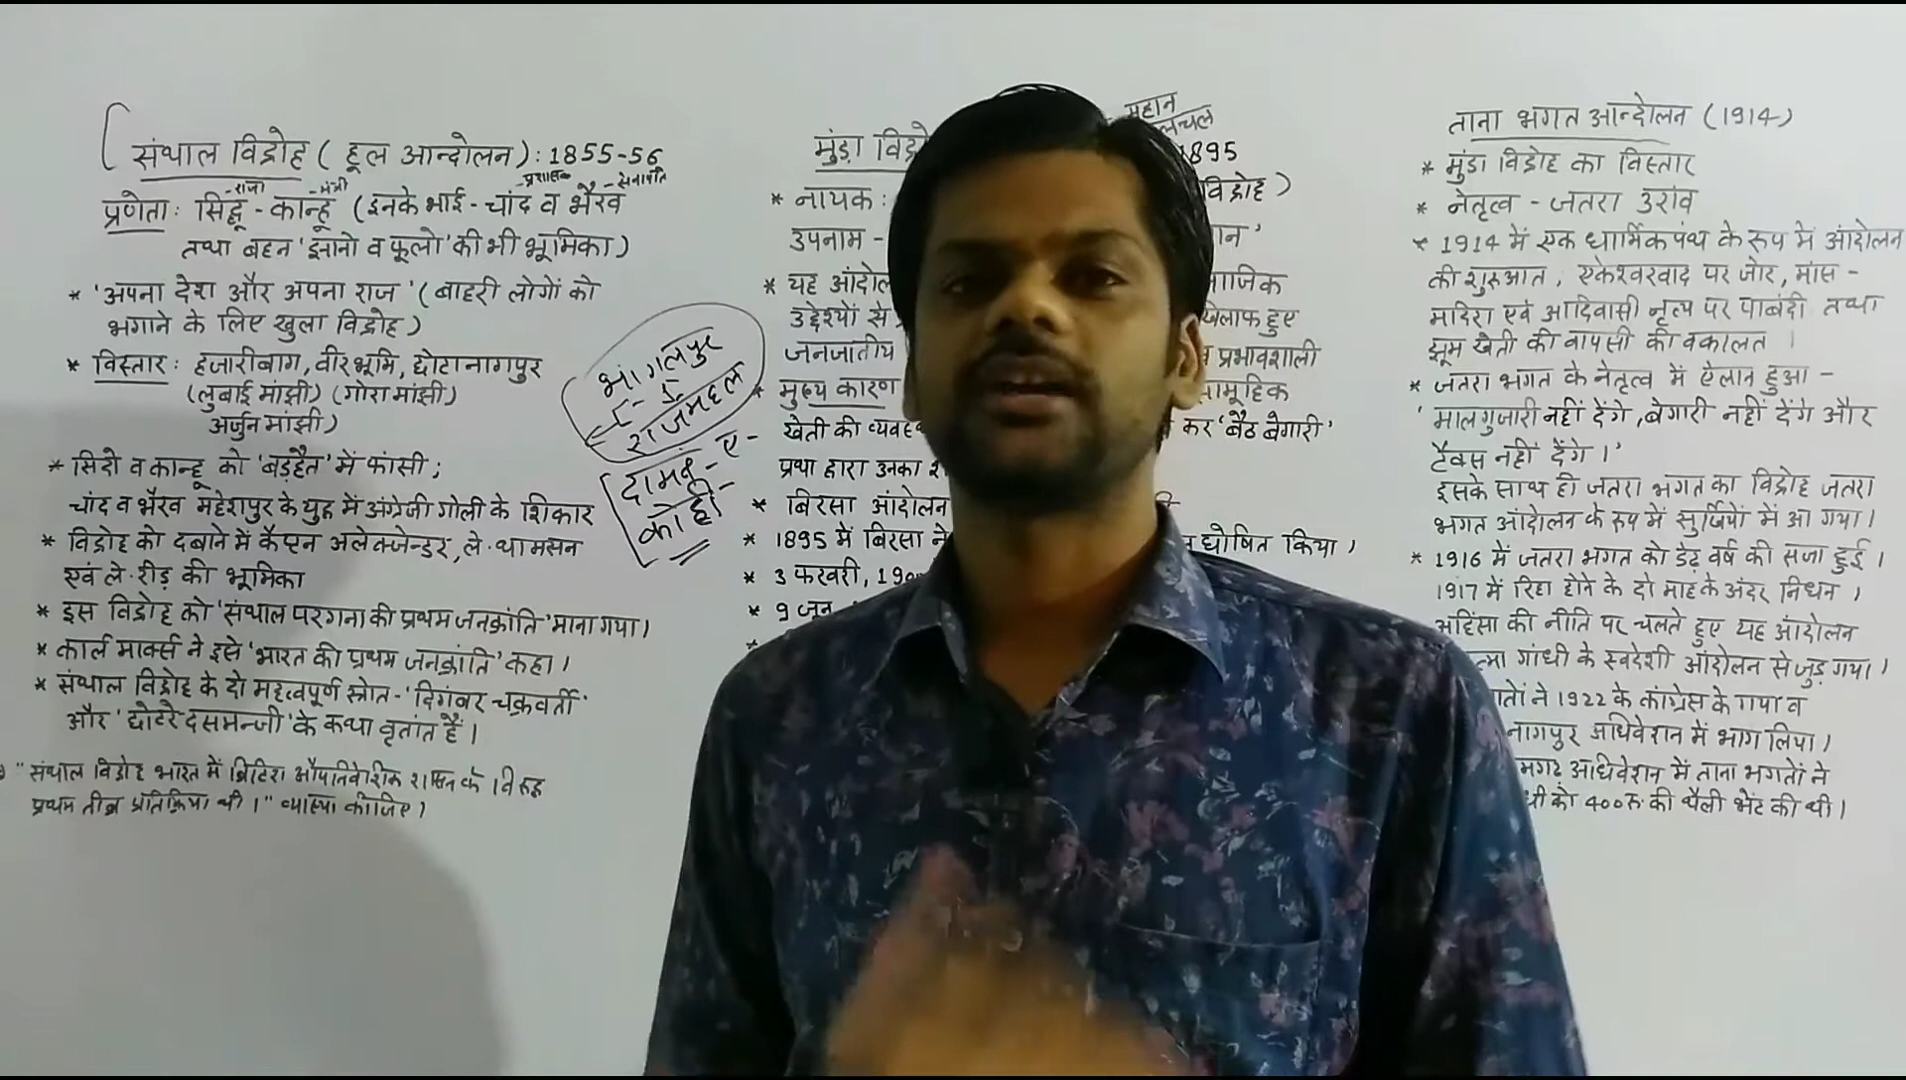 संथाल विद्रोह ( हूल आन्दोलन ) : 1855-56
-राजा -मंत्री -प्रशासक -सेनापति
प्रणेता : सिद्धू - कान्हू ( इनके भाई - चांद व भैरव
तथा बहन 'झानो व फूलो' की भी भूमिका )
* 'अपना देश और अपना राज' ( बाहरी लोगों को
भगाने के लिए खुला विद्रोह )
* विस्तार : हजारीबाग, वीरभूमि, छोटानागपुर
(लुबाई मांझी) (गोरा मांझी)
अर्जुन मांझी)
* सिदो व कान्हू को 'बड़हैत' में फांसी ;
चांद व भैरव महेशपुर के युद्ध में अंग्रेजी गोली के शिकार
* विद्रोह को दबाने में कैप्टन अलेक्जेन्डर, ले. थामसन
एवं ले. रीड़ की भूमिका
* इस विद्रोह को 'संथाल परगना की प्रथम जनक्रांति' माना गया।
* कार्ल मार्क्स ने इसे 'भारत की प्रथम जनक्रांति' कहा।
* संथाल विद्रोह के दो महत्वपूर्ण स्त्रोत - 'दिगंबर चक्रवर्ती'
और 'छोटरे दसमन्जी' के कथा वृतांत हैं।
"संथाल विद्रोह भारत में ब्रिटिश औपनिवेशिक शासन के विरुद्ध
प्रथम तीव्र प्रतिक्रिया थी।" व्याख्या कीजिए।
भागलपुर
से
राजमहल
दामन-ए-
कोही-
महान
लचल
मुंडा विद्रो 1895
* नायक : विद्रोह )
उपनाम - ान'
* यह आंदोल माजिक
उद्देश्यों से खिलाफ हुए
जनजातीय प्रभावशाली
* मुख्य कारण सामूहिक
खेती की व्यवस् कर 'बैठ बेगारी'
प्रथा द्वारा उनका श
* बिरसा आंदोलन
* 1895 में बिरसा ने घोषित किया।
* 3 फरवरी, 190
* 9 जून
*
ताना भगत आन्दोलन (1914)
* मुंडा विद्रोह का विस्तार
* नेतृत्व - जतरा उरांव
* 1914 में एक धार्मिक पंथ के रूप में आंदोलन
की शुरुआत, एकेश्वरवाद पर जोर, मांस -
मदिरा एवं आदिवासी नृत्य पर पाबंदी तथा
झूम खेती की वापसी की वकालत ।
* जतरा भगत के नेतृत्व में ऐलान हुआ -
'मालगुजारी नहीं देंगे, बेगारी नहीं देंगे और
टैक्स नहीं देंगे।'
इसके साथ ही जतरा भगत का विद्रोह जतरा
भगत आंदोलन के रूप में सुर्खियों में आ गया।
* 1916 में जतरा भगत को डेढ़ वर्ष की सजा हुई।
1917 में रिहा होने के दो माह के अंदर निधन।
अहिंसा की नीति पर चलते हुए यह आंदोलन
त्मा गांधी के स्वदेशी आंदोलन से जुड़ गया।
गतों ने 1922 के कांग्रेस के गया व
नागपुर अधिवेशन में भाग लिया।
मगढ़ अधिवेशन में ताना भगतों ने
धी को 400 रु. की थैली भेंट की थी।